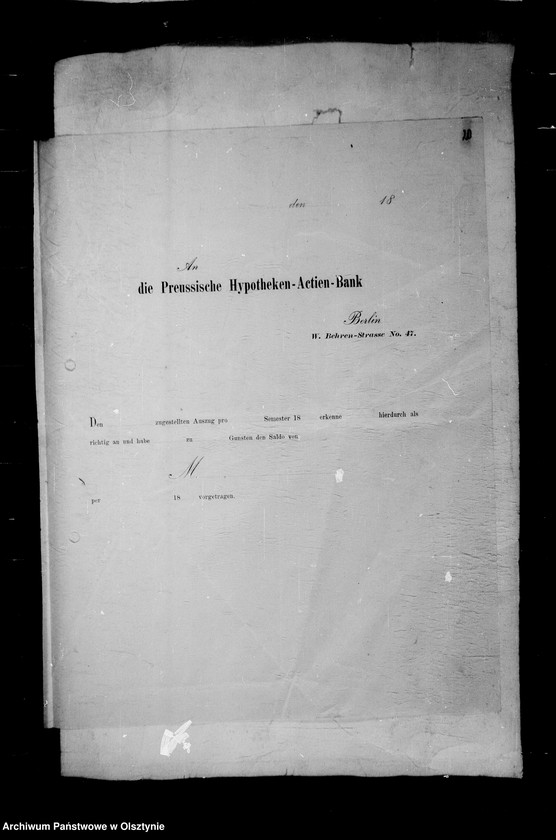 20
den 18
An
die Preussische Hypotheken-Actien-Bank
Berlin
W. Behren-Strasse No. 47.
Den zugestellten Auszug pro Semester 18 erkenne hierdurch als
richtig an und habe zu Gunsten den Saldo von
M
per 18 vorgetragen.
Archiwum Państwowe w Olsztynie